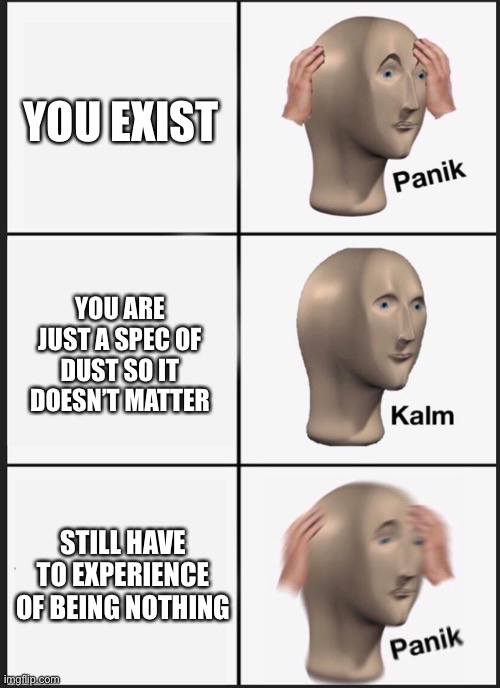 YOU EXIST
Panik
YOU ARE
JUST A SPEC OF
DUST SO IT
DOESN'T MATTER
Kalm
STILL HAVE
TO EXPERIENCE
OF BEING NOTHING
Panik
imgflip.com